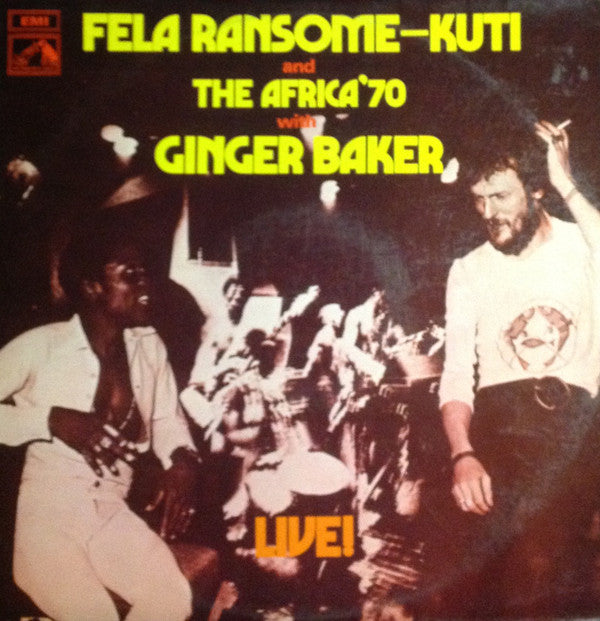 EMI
FELA RANSOME-KUTI
and
THE AFRICA'70
with
GINGER BAKER
LIVE!